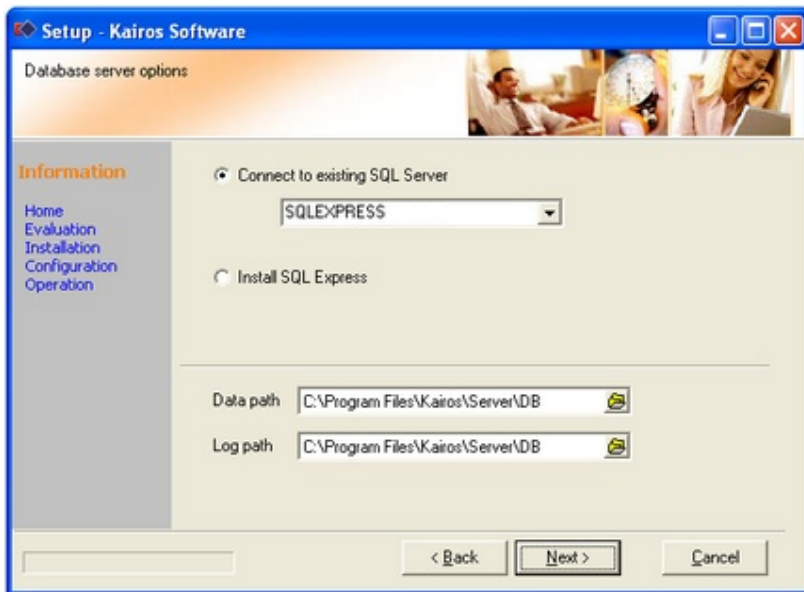 Setup - Kairos Software
Database server options
Information
Home
Evaluation
Installation
Configuration
Operation
Connect to existing SQL Server
SQLEXPRESS
Install SQL Express
Data path C:\Program Files\Kairos\Server\DB
Log path C:\Program Files\Kairos\Server\DB
< Back Next > Cancel